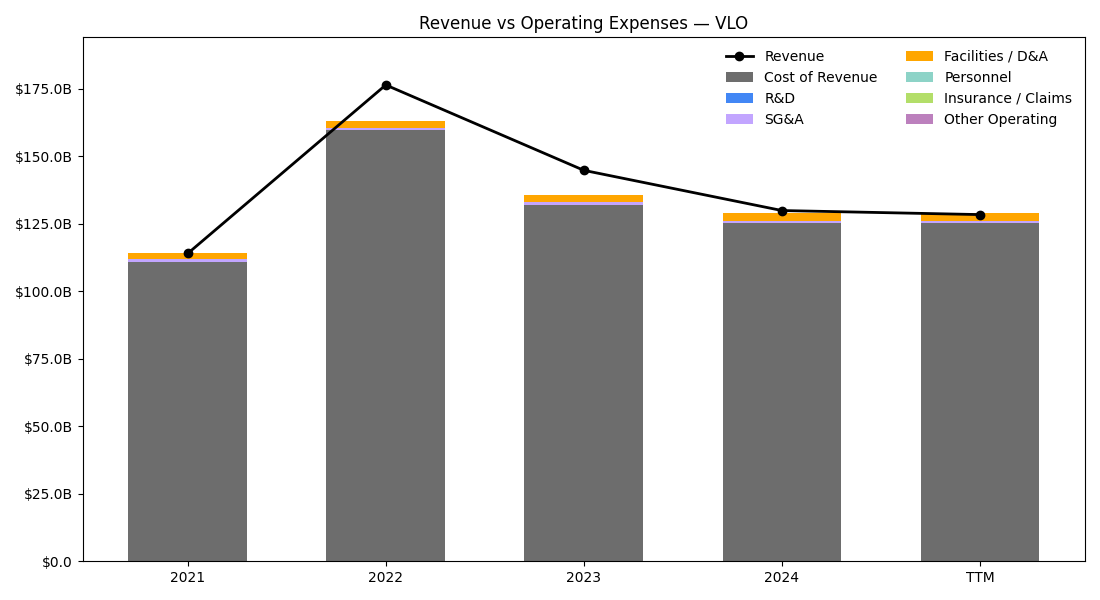 Revenue vs Operating Expenses — VLO
Revenue
Cost of Revenue
R&D
SG&A
Facilities / D&A
Personnel
Insurance / Claims
Other Operating
$175.0B
$150.0B
$125.0B
$100.0B
$75.0B
$50.0B
$25.0B
$0.0
2021 2022 2023 2024 TTM